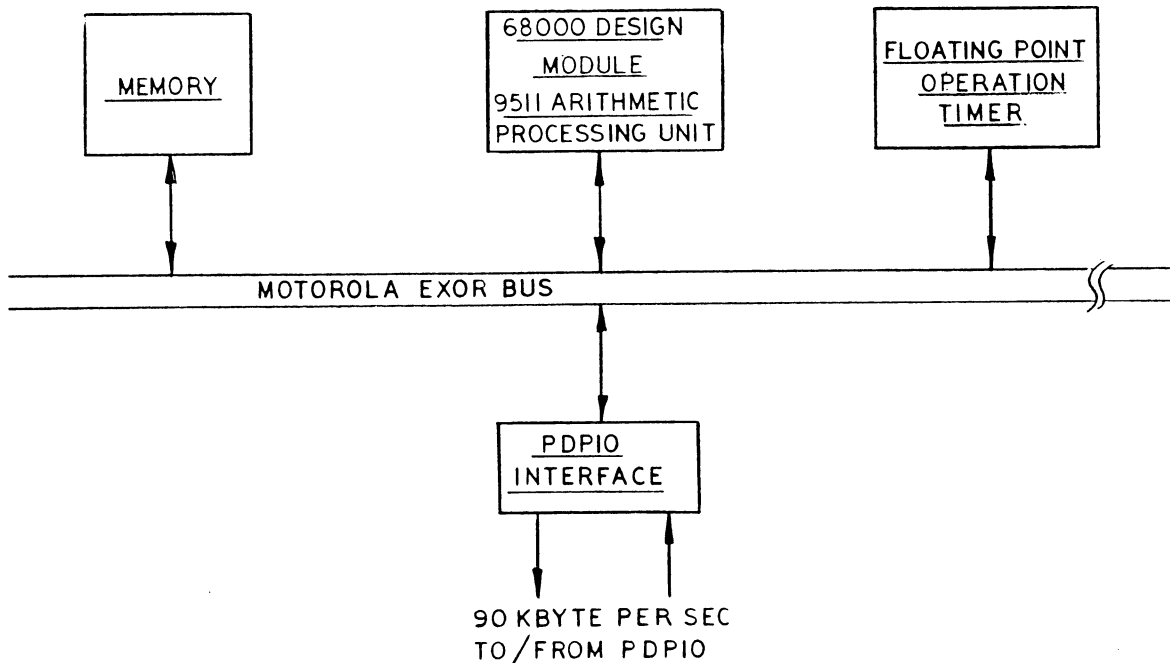 MEMORY
68000 DESIGN
MODULE
9511 ARITHMETIC
PROCESSING UNIT
FLOATING POINT
OPERATION
TIMER
MOTOROLA EXOR BUS
PDP10
INTERFACE
90 KBYTE PER SEC
TO/FROM PDP10